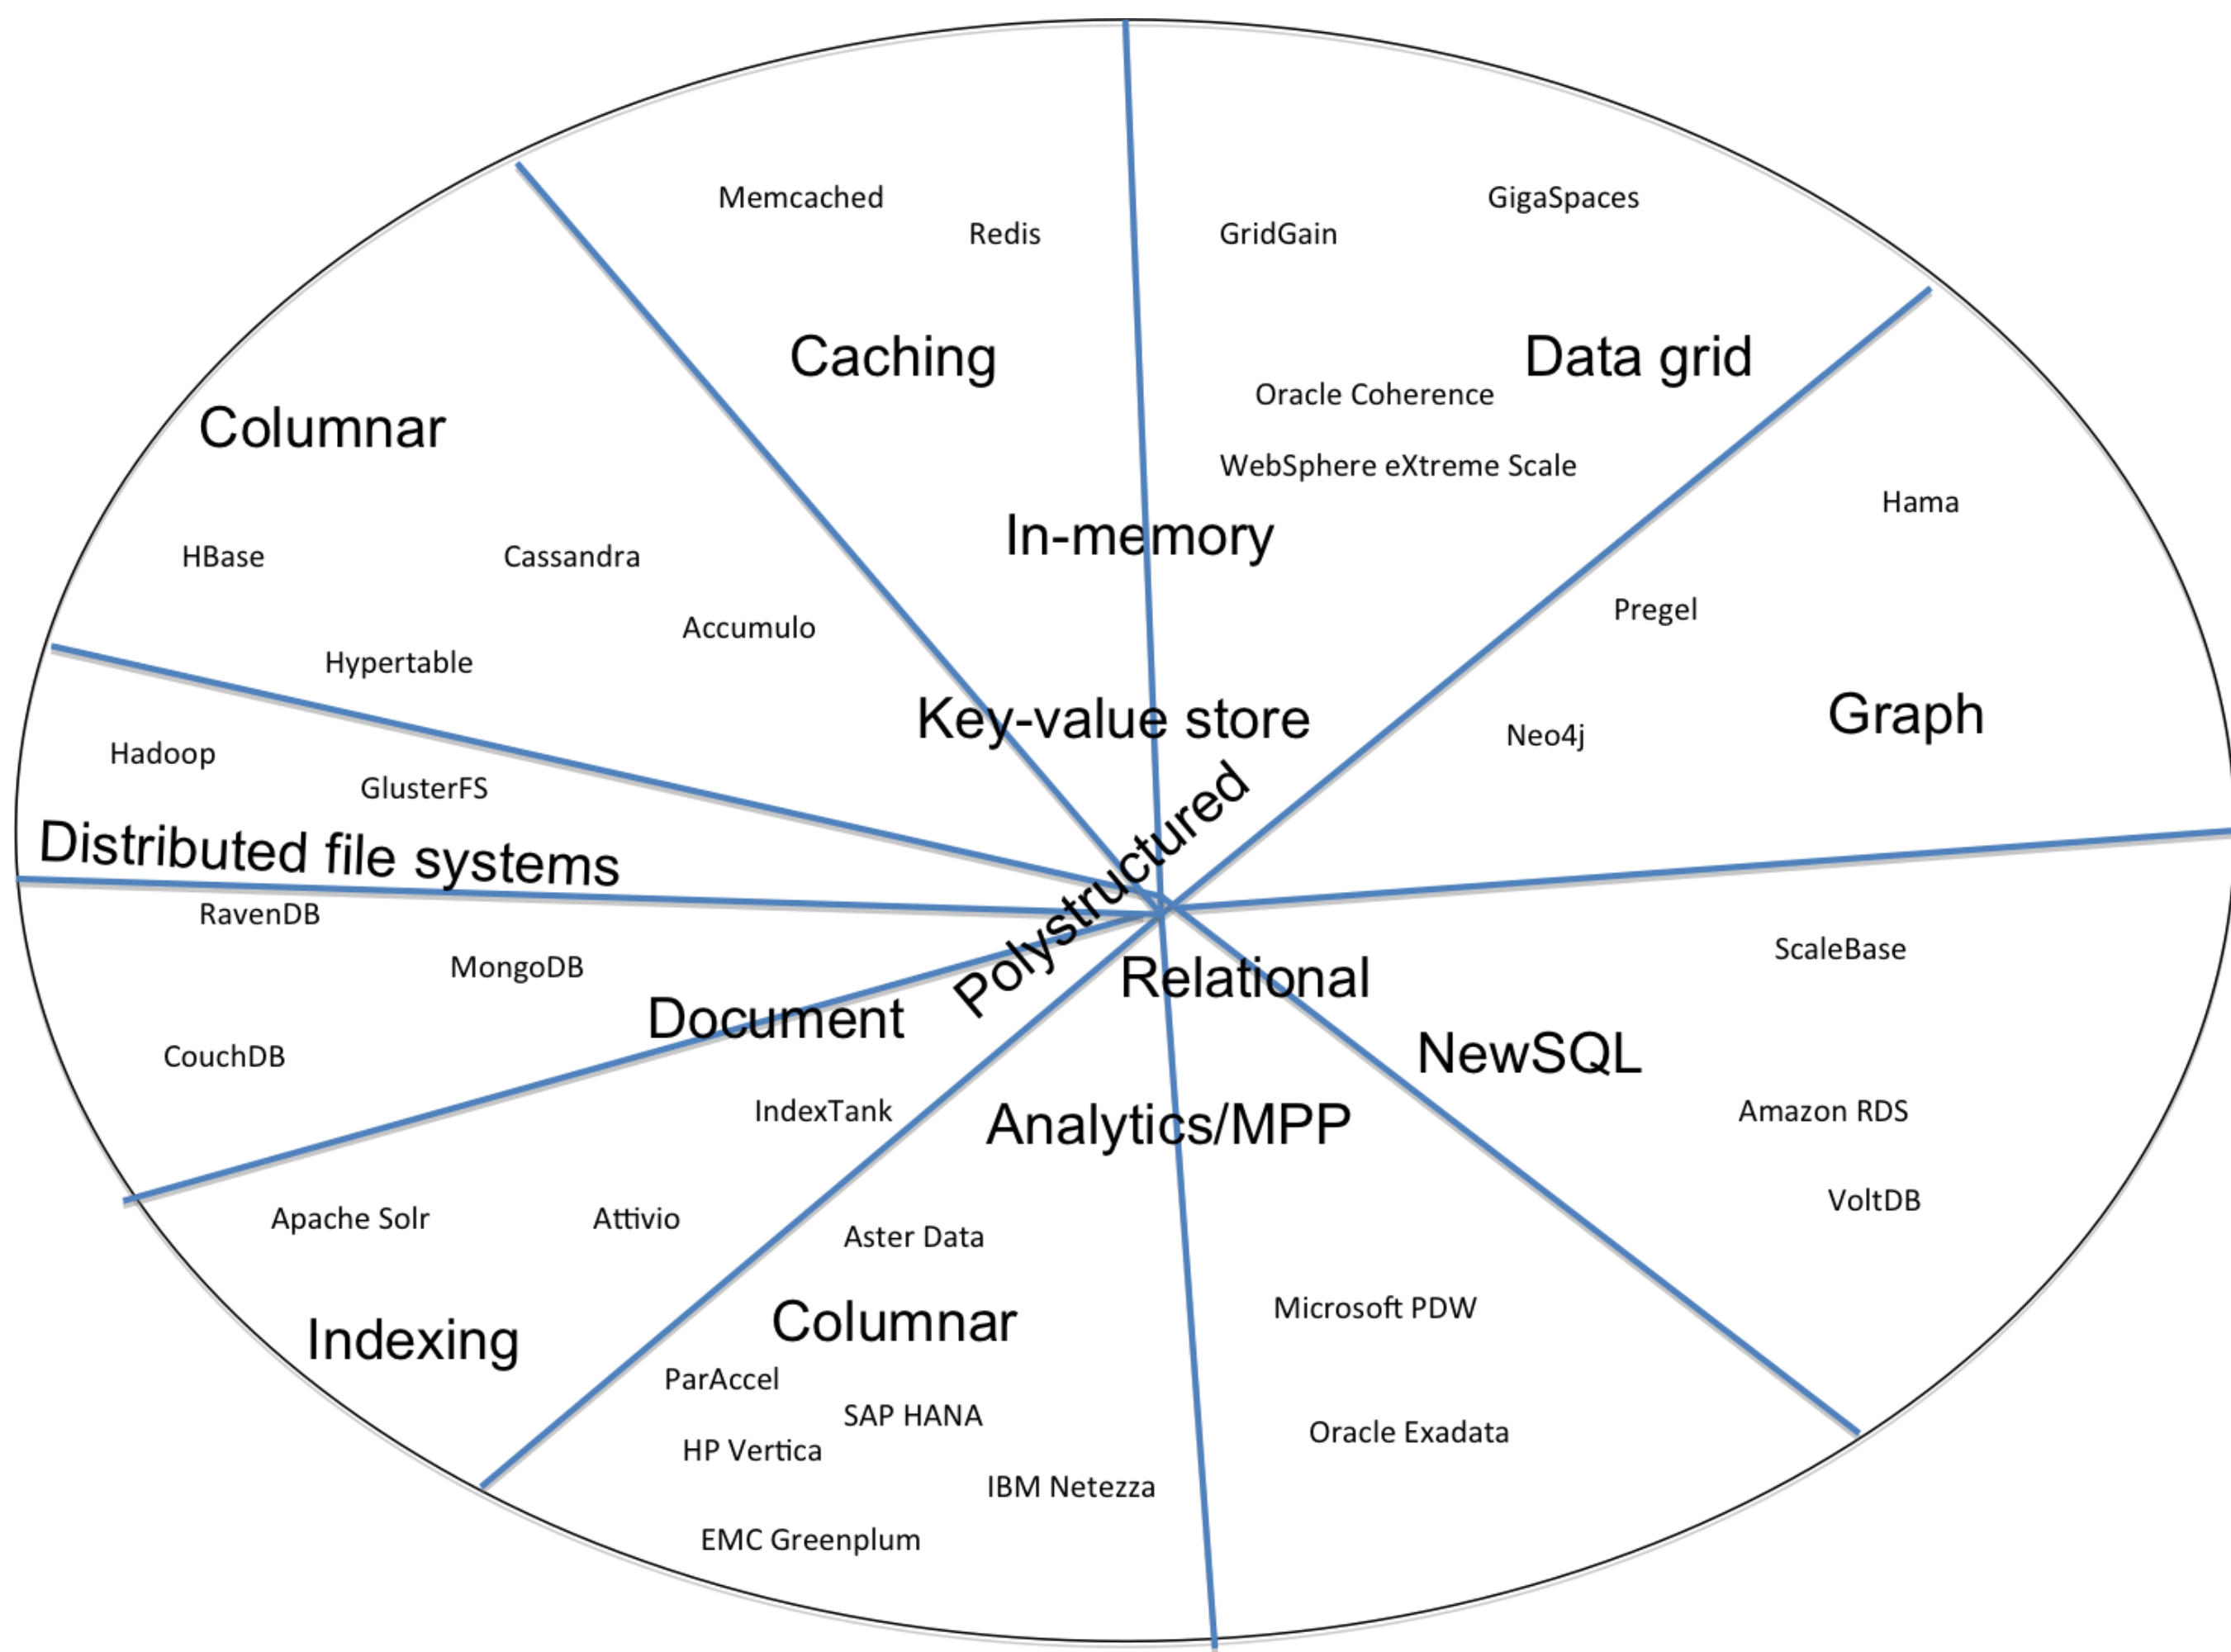 Memcached
GigaSpaces
Redis
GridGain
Caching
Data grid
Oracle Coherence
Columnar
WebSphere eXtreme Scale
Hama
In-memory
HBase
Cassandra
Pregel
Accumulo
Hypertable
Key-value store
Graph
Neo4j
Hadoop
GlusterFS
Distributed file systems
Polystructured
RavenDB
ScaleBase
MongoDB
Relational
Document
NewSQL
CouchDB
IndexTank
Analytics/MPP
Amazon RDS
VoltDB
Apache Solr
Attivio
Aster Data
Microsoft PDW
Columnar
Indexing
ParAccel
SAP HANA
Oracle Exadata
HP Vertica
IBM Netezza
EMC Greenplum